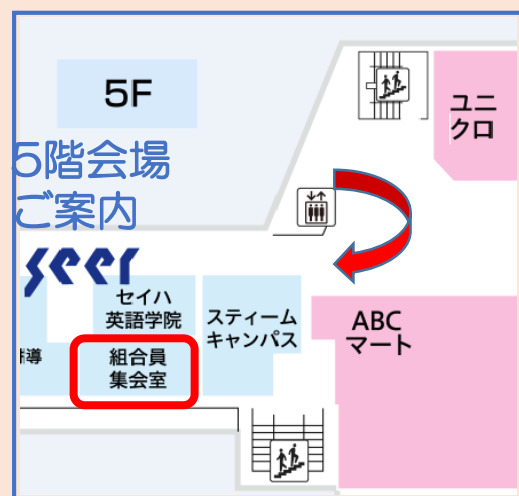 5F
ユニ
クロ
5階会場
ご案内
seer
セイハ
英語学院
スティーム
キャンパス
ABC
マート
導
組合員
集会室